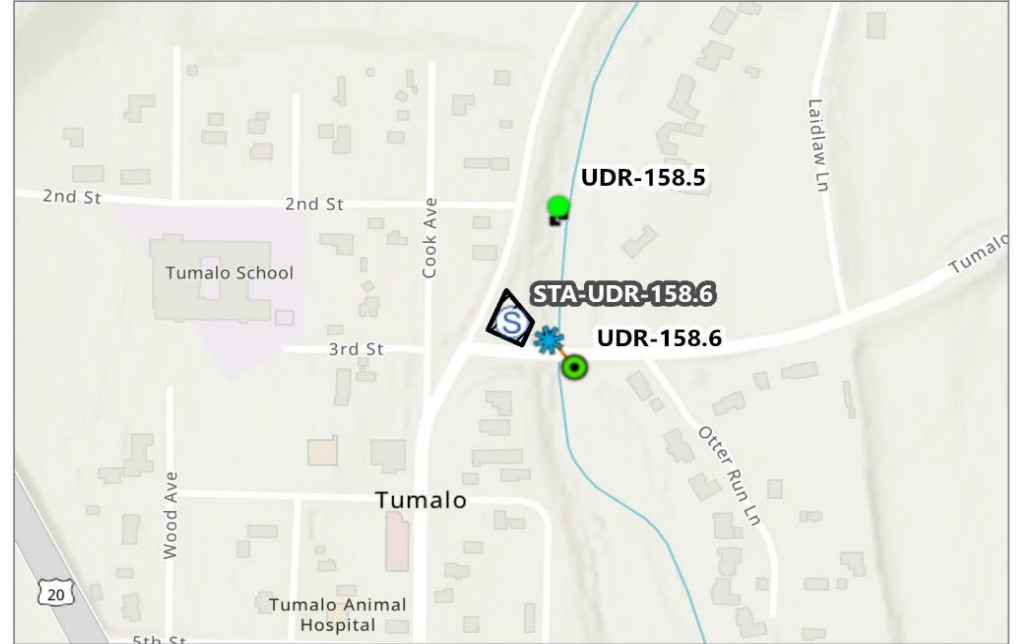 Laidlaw Ln
UDR-158.5
2nd St
2nd St
Cook Ave
Tumalo
Tumalo School
STA-UDR-158.6
S
UDR-158.6
3rd St
Otter Run Ln
Tumalo
Wood Ave
20
Tumalo Animal
Hospital
5th St